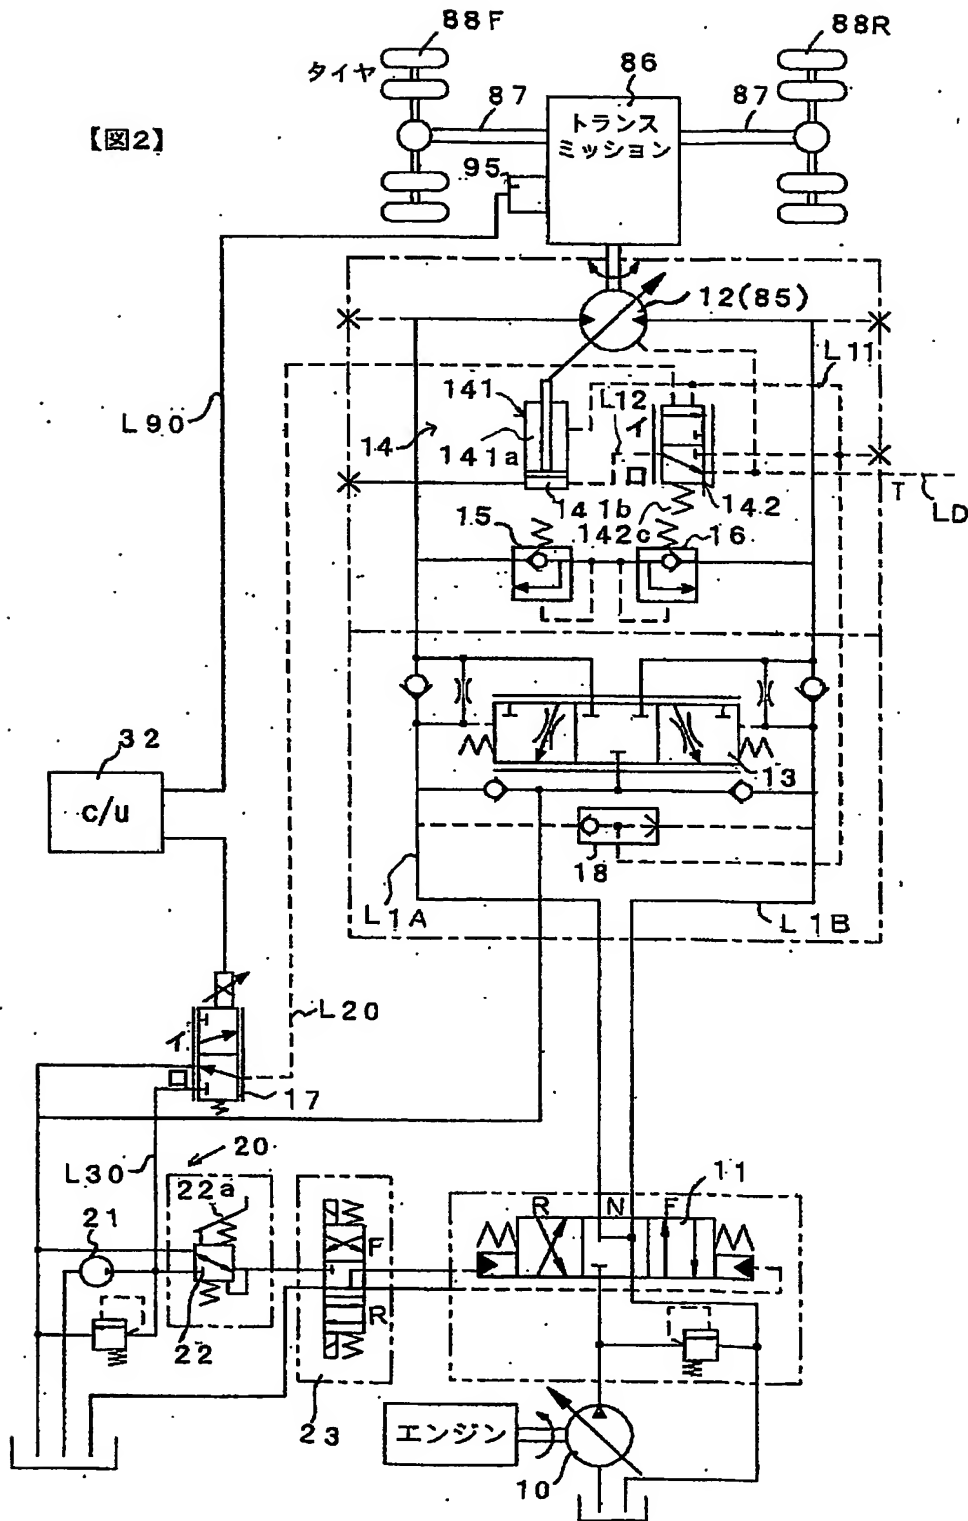 88F
88R
タイヤ
86
87
87
【図2】
トランス
ミッション
95
12(85)
L11
L90
14
141
141a
L12
イ
ロ
142
T
LD
141b
142c
15
16
32
c/u
13
18
L1A
L1B
L20
イ
ロ
17
L30
20
22a
21
22
F
R
23
11
R
N
F
エンジン
10